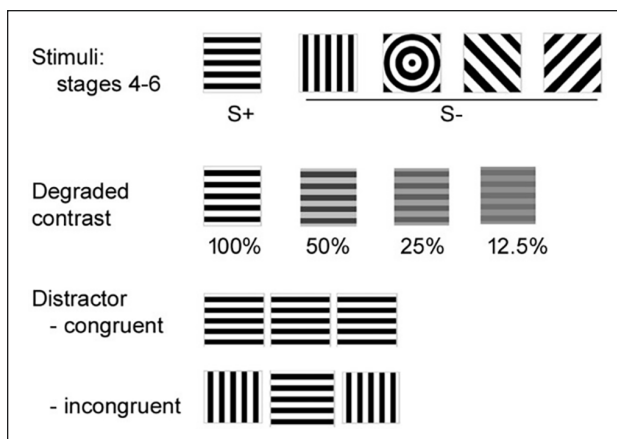 Stimuli:
stages 4-6
S+
S-
Degraded
contrast
100% 50% 25% 12.5%
Distractor
- congruent
- incongruent